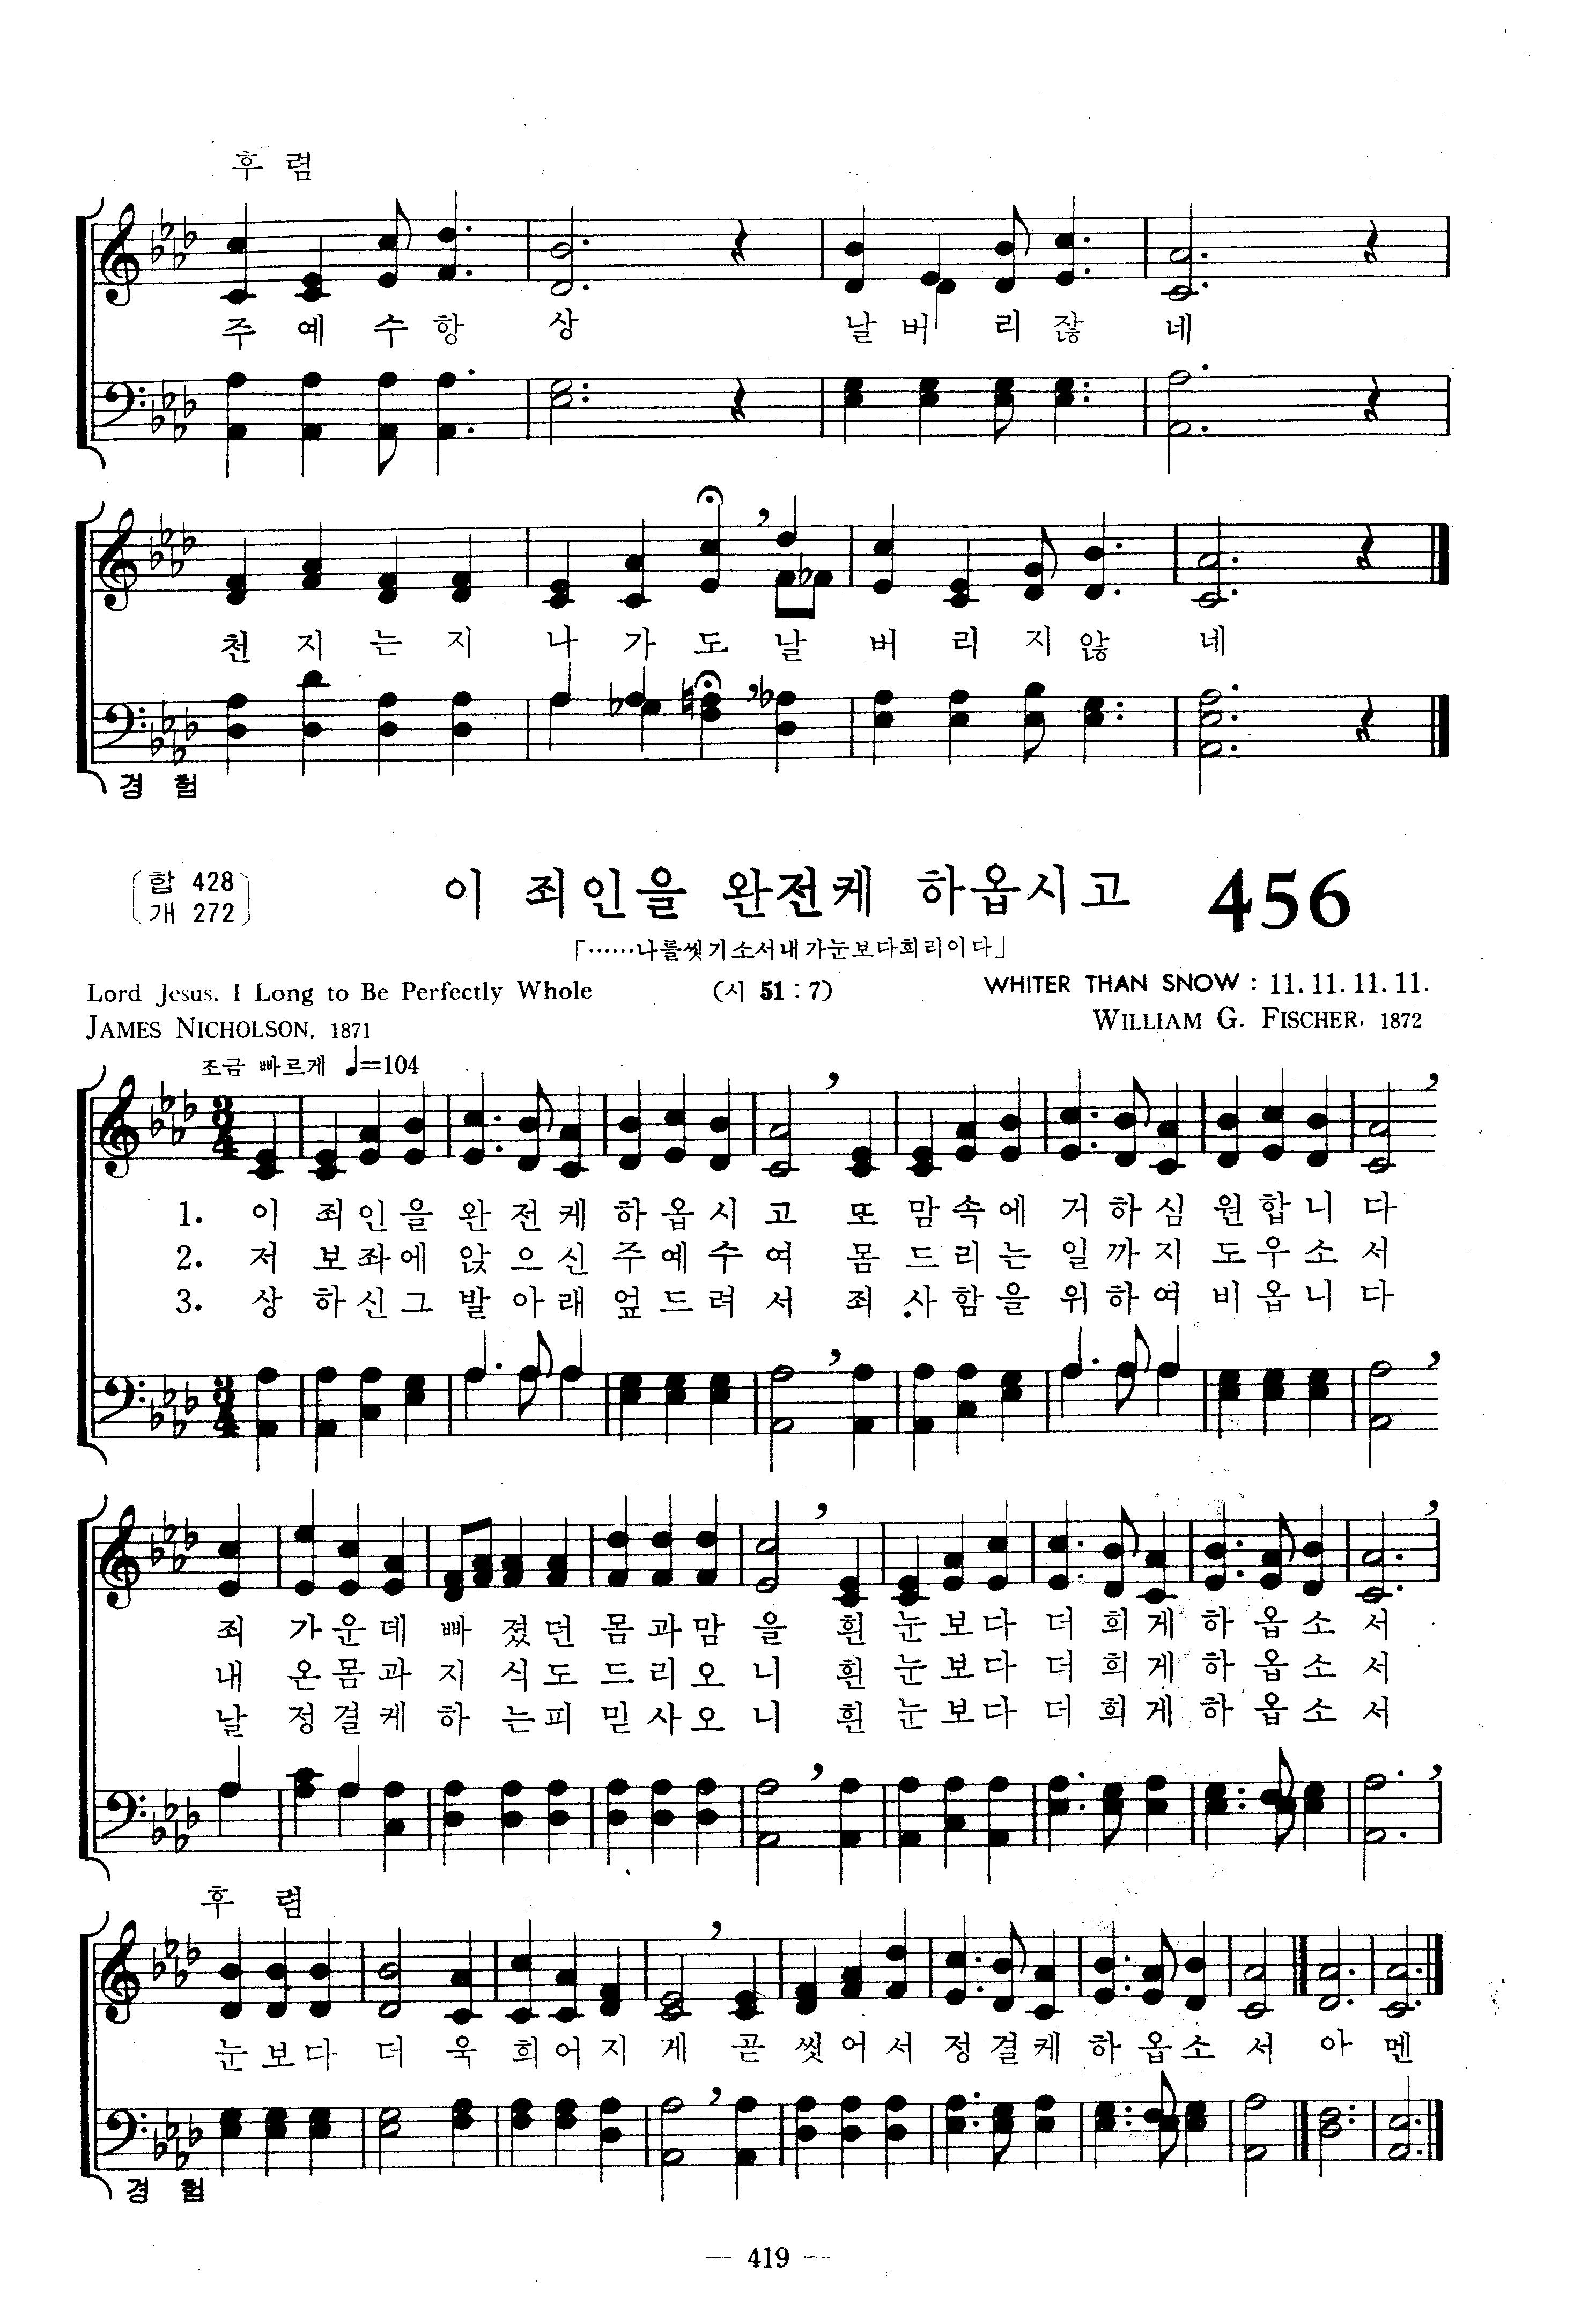 후 렴
주 예 수 항 상 날 버 리 잖 네
천 지 는 지 나 가 도 날 버 리 지 않 네
경 험
합 428
개 272
이 죄인을 완전케 하옵시고 456
「……나를씻기소서내가눈보다희리이다」
Lord Jesus, I Long to Be Perfectly Whole (시 51 : 7) WHITER THAN SNOW : 11. 11. 11. 11.
JAMES NICHOLSON, 1871 WILLIAM G. FISCHER, 1872
조금 빠르게 ♩=104
3/4
1. 이 죄 인 을 완 전 케 하 옵 시 고 또 맘 속 에 거 하 심 원 합 니 다
2. 저 보 좌 에 앉 으 신 주 예 수 여 몸 드 리 는 일 까 지 도 우 소 서
3. 상 하 신 그 발 아 래 엎 드 려 서 죄 사 함 을 위 하 여 비 옵 니 다
3/4
죄 가 운 데 빠 졌 던 몸 과 맘 을 흰 눈 보 다 더 희 게 하 옵 소 서
내 온 몸 과 지 식 도 드 리 오 니 흰 눈 보 다 더 희 게 하 옵 소 서
날 정 결 케 하 는 피 믿 사 오 니 흰 눈 보 다 더 희 게 하 옵 소 서
후 렴
눈 보 다 더 욱 희 어 지 게 곧 씻 어 서 정 결 케 하 옵 소 서 아 멘
경 험
— 419 —